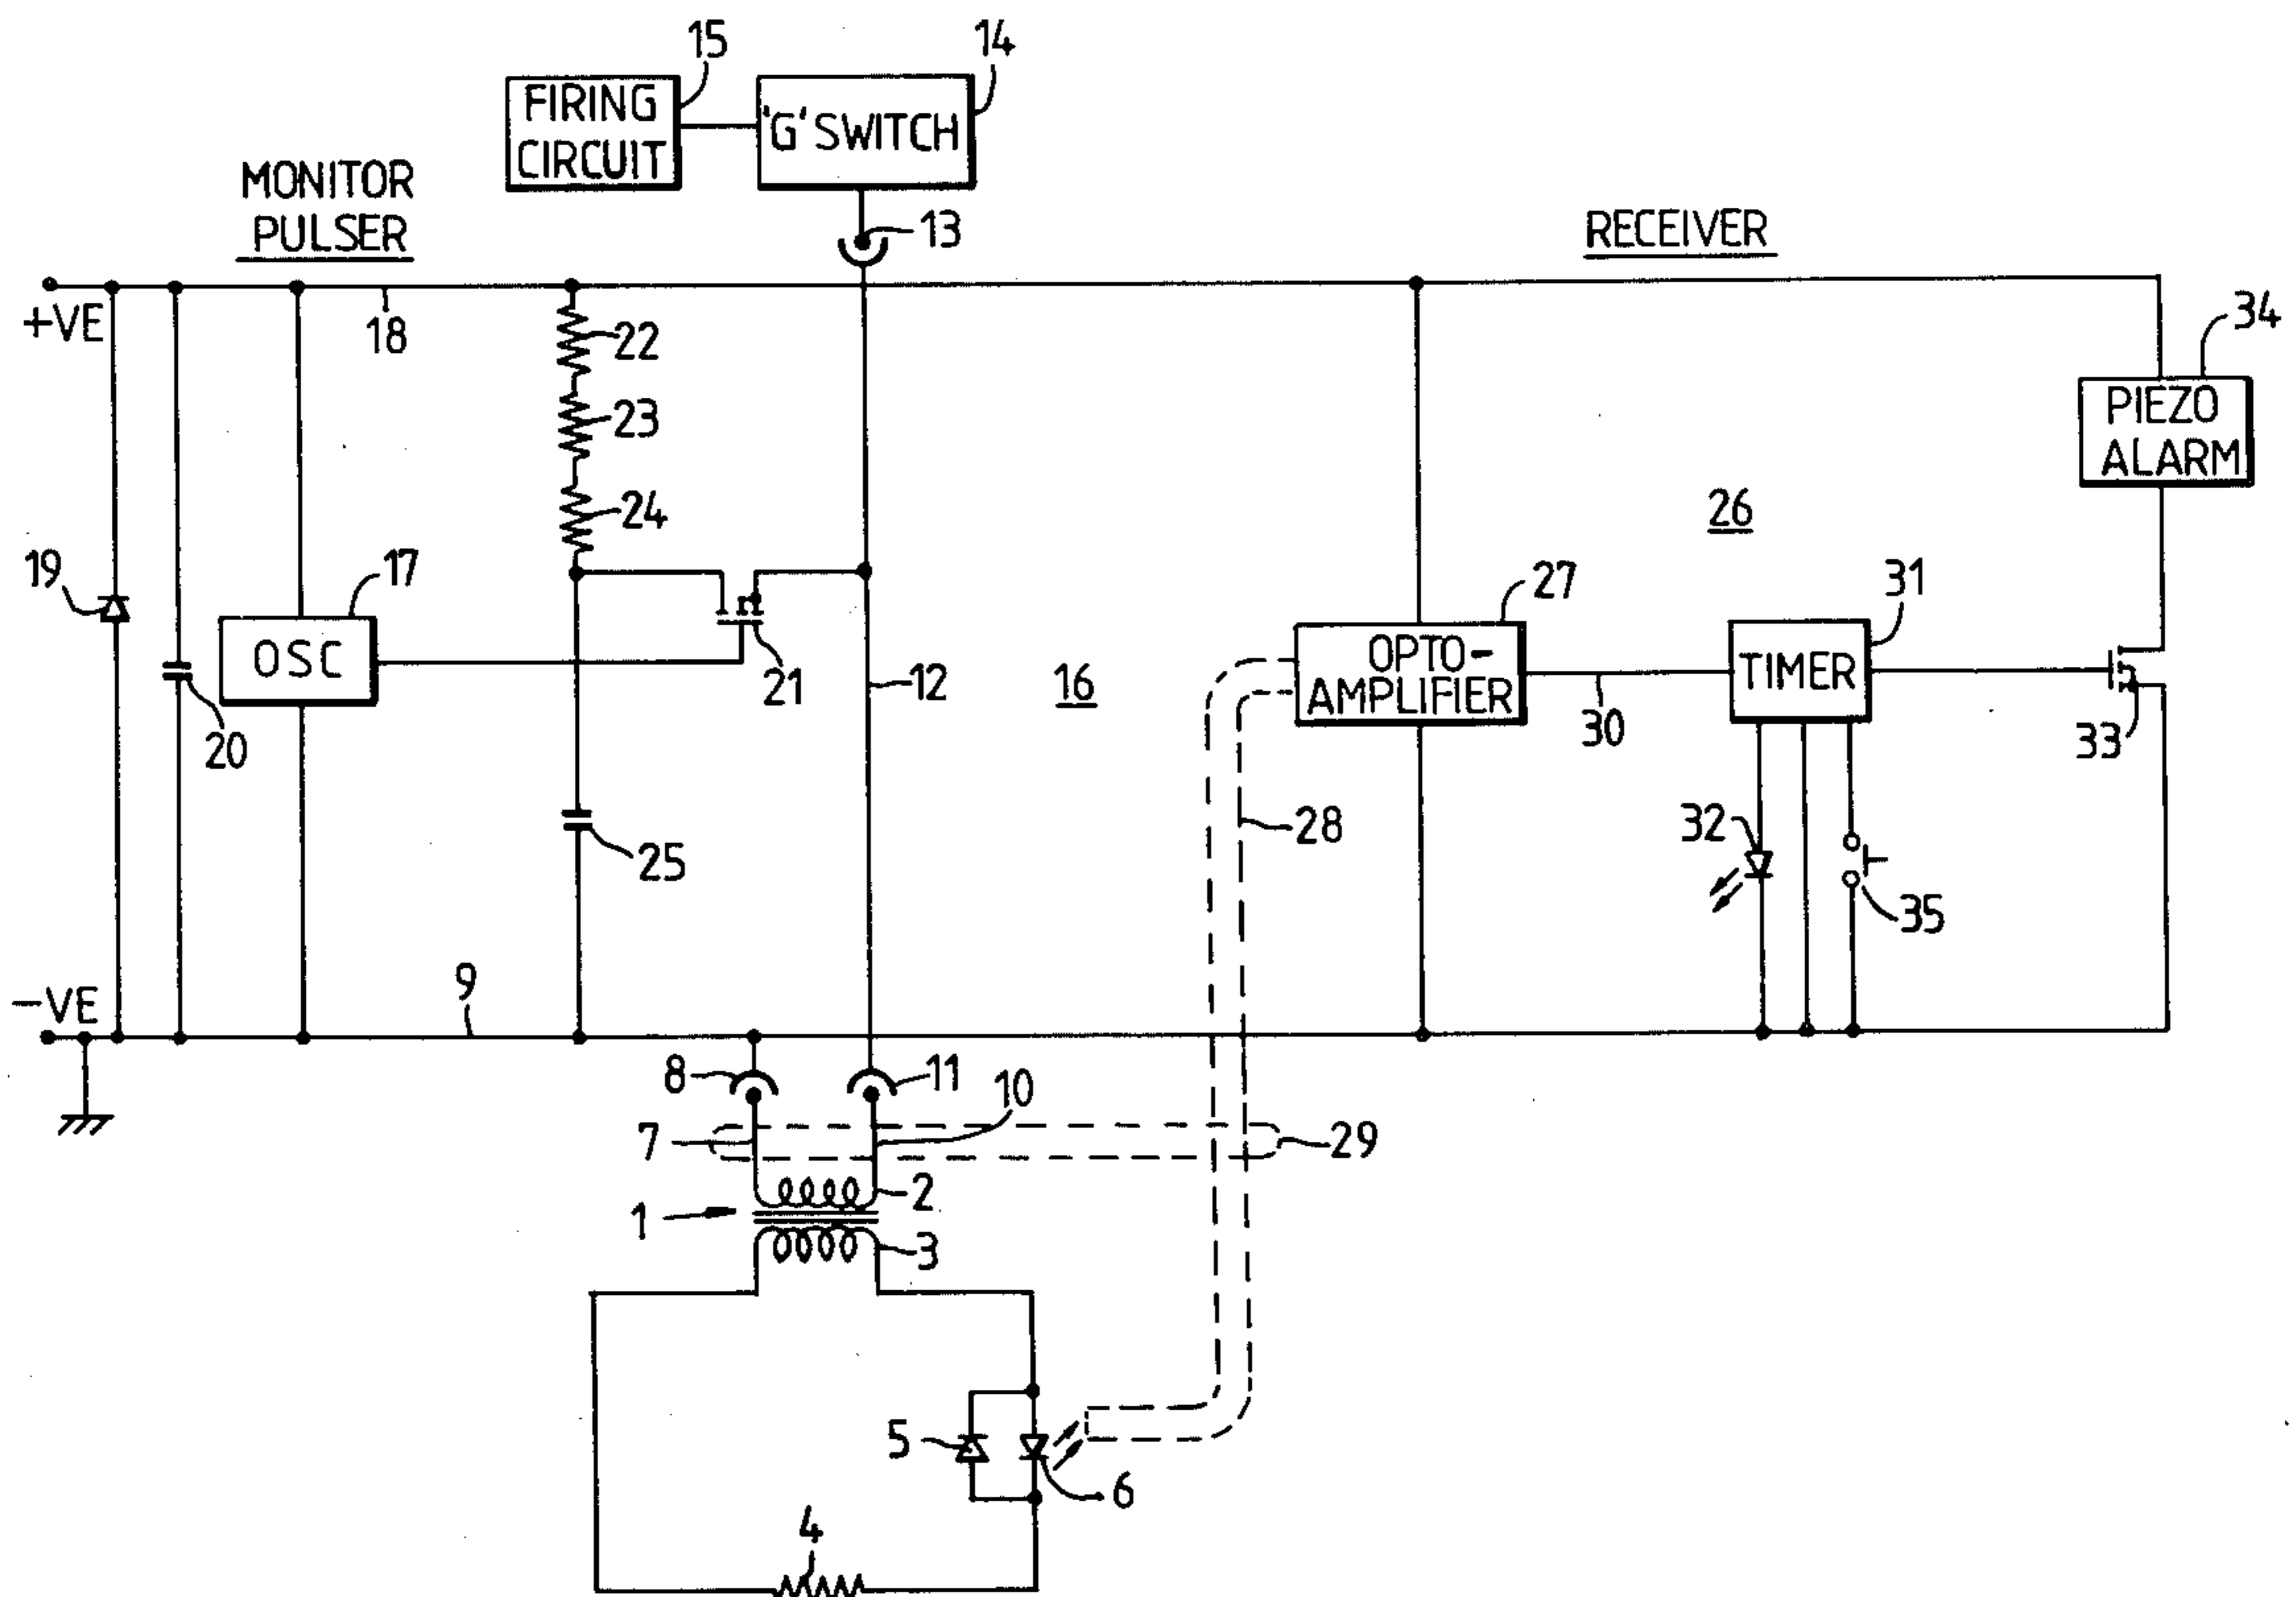 15
14
FIRING
CIRCUIT
'G' SWITCH
MONITOR
PULSER
13
RECEIVER
+VE
18
22
34
23
PIEZO
ALARM
24
26
19
17
27
31
OSC
OPTO-
AMPLIFIER
TIMER
21
12
16
20
30
33
25
28
32
35
-VE
9
8
11
10
7
29
2
1
3
5
6
4